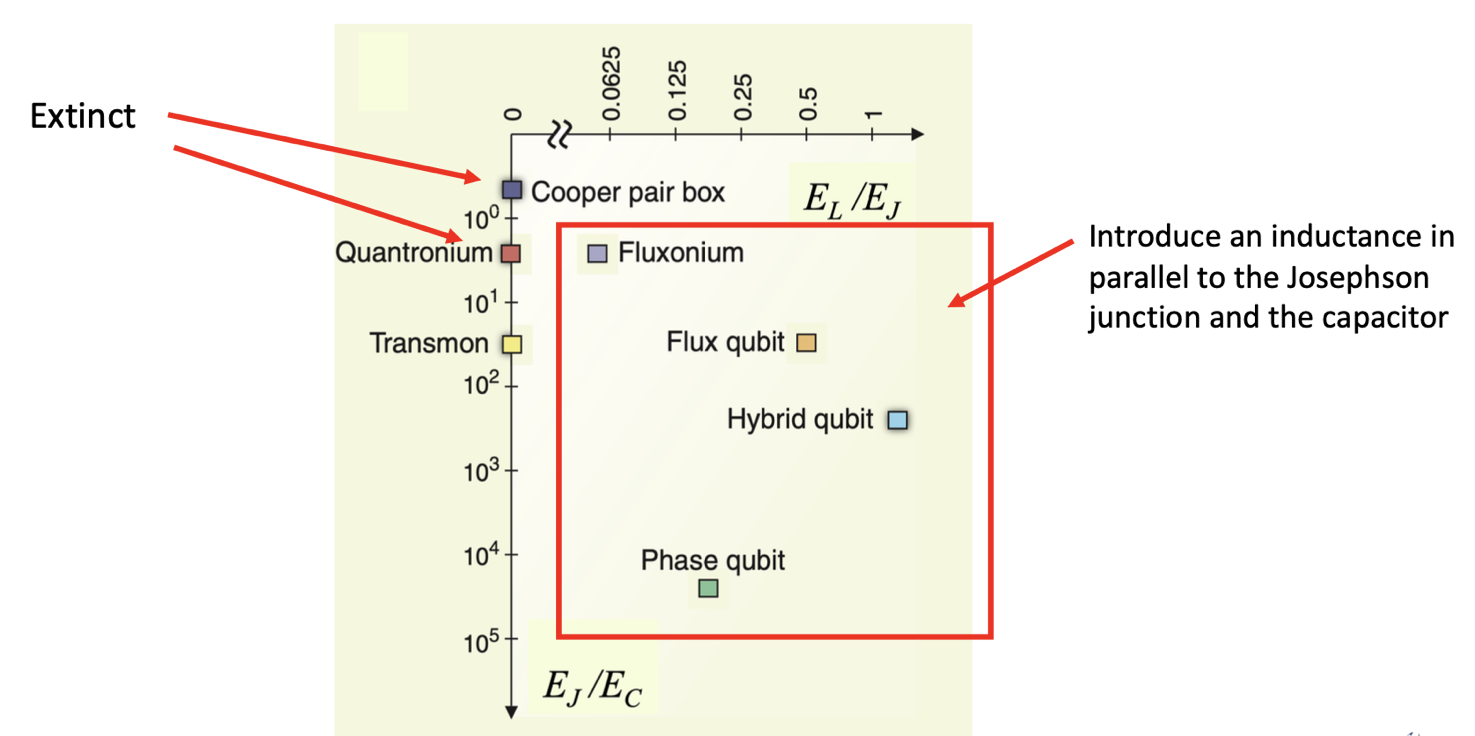 0
0.0625
0.125
0.25
0.5
1
Extinct
Cooper pair box
E_L/E_J
10^0
Quantronium
Fluxonium
Introduce an inductance in
parallel to the Josephson
junction and the capacitor
10^1
Transmon
Flux qubit
10^2
Hybrid qubit
10^3
10^4
Phase qubit
10^5
E_J/E_C